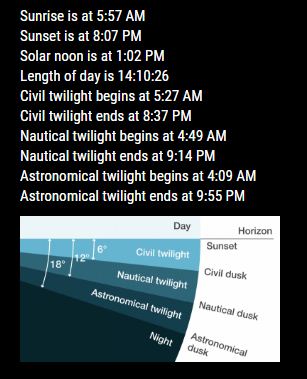 Sunrise is at 5:57 AM
Sunset is at 8:07 PM
Solar noon is at 1:02 PM
Length of day is 14:10:26
Civil twilight begins at 5:27 AM
Civil twilight ends at 8:37 PM
Nautical twilight begins at 4:49 AM
Nautical twilight ends at 9:14 PM
Astronomical twilight begins at 4:09 AM
Astronomical twilight ends at 9:55 PM
Day
Horizon
Sunset
6°
Civil twilight
12°
18°
Civil dusk
Nautical twilight
Nautical dusk
Astronomical twilight
Night
Astronomical
dusk